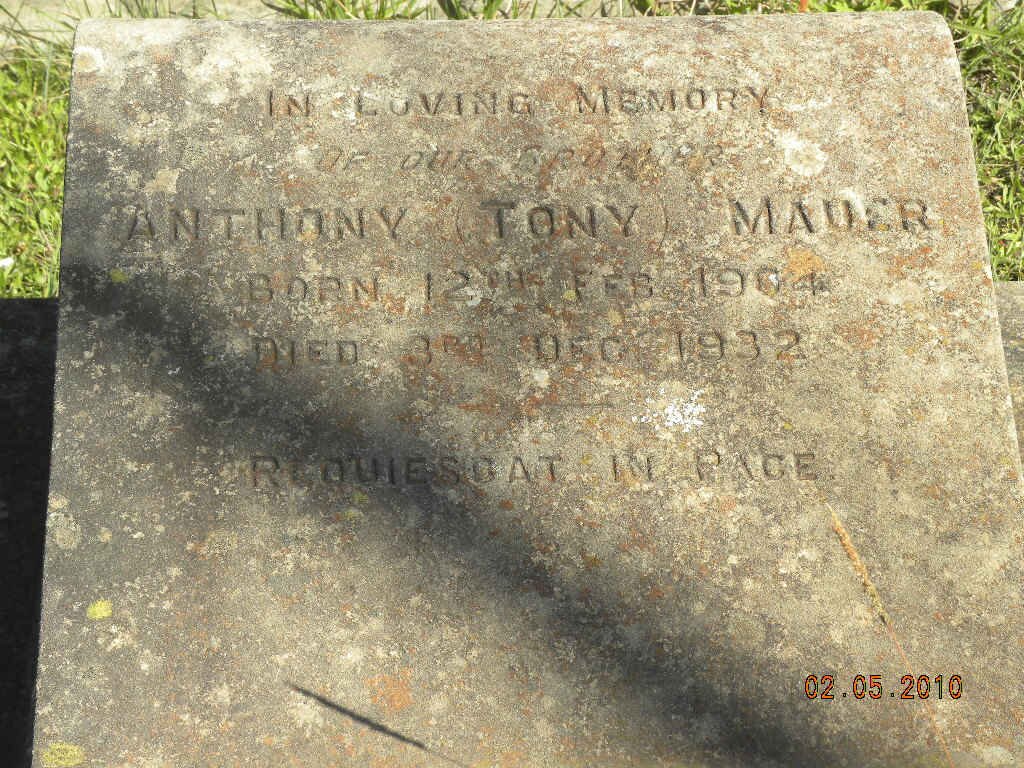 IN LOVING MEMORY
OF OUR BROTHER
ANTHONY (TONY) MAUER
BORN 12TH FEB 1904
DIED 3RD DEC 1932
REQUIESCAT IN PACE.
02.05.2010